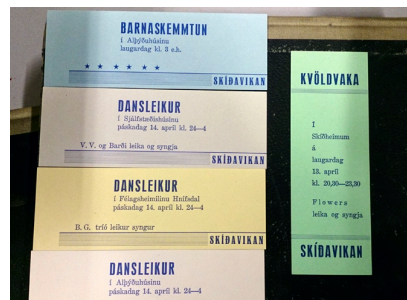 BARNASKEMMTUN
í Alþýðuhúsinu
laugardag kl. 3 e.h.
SKÍÐAVIKAN
DANSLEIKUR
í Sjálfstæðishúsinu
páskadag 14. apríl kl. 24—4
V. V. og Barði leika og syngja
SKÍÐAVIKAN
DANSLEIKUR
í Félagsheimilinu Hnífsdal
páskadag 14. apríl kl. 24—4
B. G. tríó leikur syngur
SKÍÐAVIKAN
DANSLEIKUR
í Alþýðuhúsinu
páskadag 14. apríl kl. 24—4
KVÖLDVAKA
Í
Skíðheimum
á
laugardag
13. apríl
kl. 20,30—23,30
Flowers
leika og syngja
SKÍÐAVIKAN